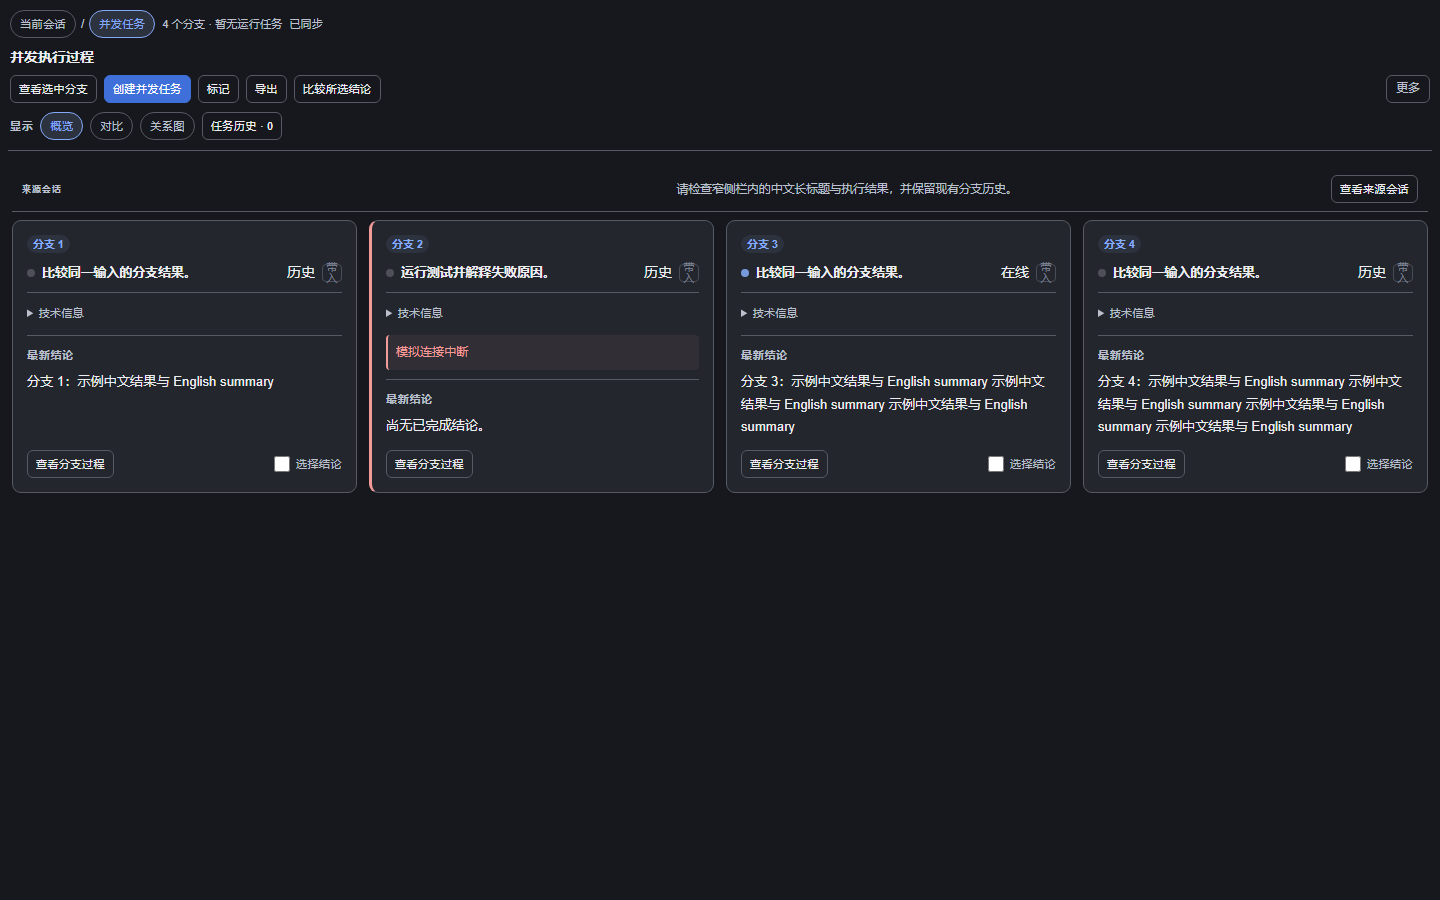 当前会话 / 并发任务 4 个分支 · 暂无运行任务 已同步
并发执行过程
查看选中分支 创建并发任务 标记 导出 比较所选结论 更多
显示 概览 对比 关系图 任务历史 · 0
来源会话 请检查窄侧栏内的中文长标题与执行结果，并保留现有分支历史。 查看来源会话
分支 1
比较同一输入的分支结果。 历史 带入
技术信息
最新结论
分支 1：示例中文结果与 English summary
查看分支过程 选择结论
分支 2
运行测试并解释失败原因。 历史 带入
技术信息
模拟连接中断
最新结论
尚无已完成结论。
查看分支过程
分支 3
比较同一输入的分支结果。 在线 带入
技术信息
最新结论
分支 3：示例中文结果与 English summary 示例中文
结果与 English summary 示例中文结果与 English
summary
查看分支过程 选择结论
分支 4
比较同一输入的分支结果。 历史 带入
技术信息
最新结论
分支 4：示例中文结果与 English summary 示例中文
结果与 English summary 示例中文结果与 English
summary 示例中文结果与 English summary
查看分支过程 选择结论